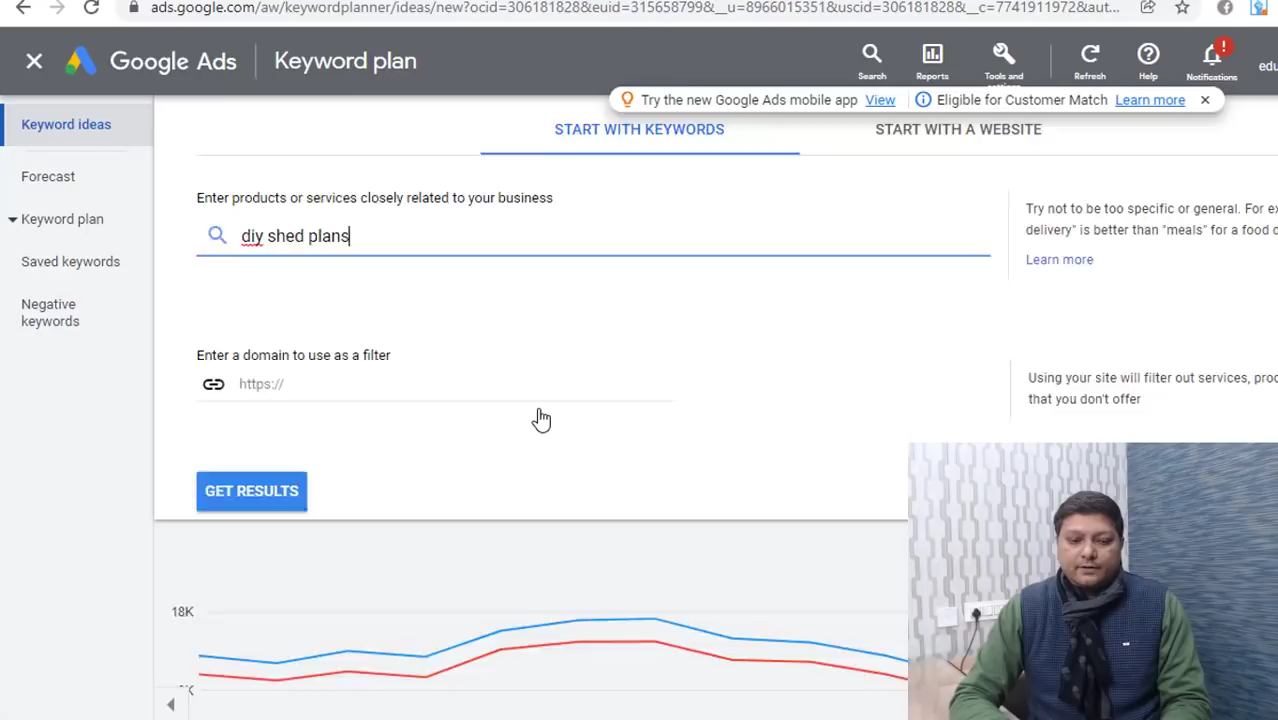 ads.google.com/aw/keywordplanner/ideas/new?ocid=306181828&euid=315658799&__u=8966015351&uscid=306181828&__c=7741911972&aut...
Google Ads
Keyword plan
Search
Reports
Tools and
settings
Refresh
Help
!
Notifications
edu
Try the new Google Ads mobile app View
Eligible for Customer Match Learn more
Keyword ideas
Forecast
Keyword plan
Saved keywords
Negative
keywords
START WITH KEYWORDS
START WITH A WEBSITE
Enter products or services closely related to your business
diy shed plans
Try not to be too specific or general. For ex
delivery" is better than "meals" for a food d
Learn more
Enter a domain to use as a filter
https://
Using your site will filter out services, prod
that you don't offer
GET RESULTS
18K